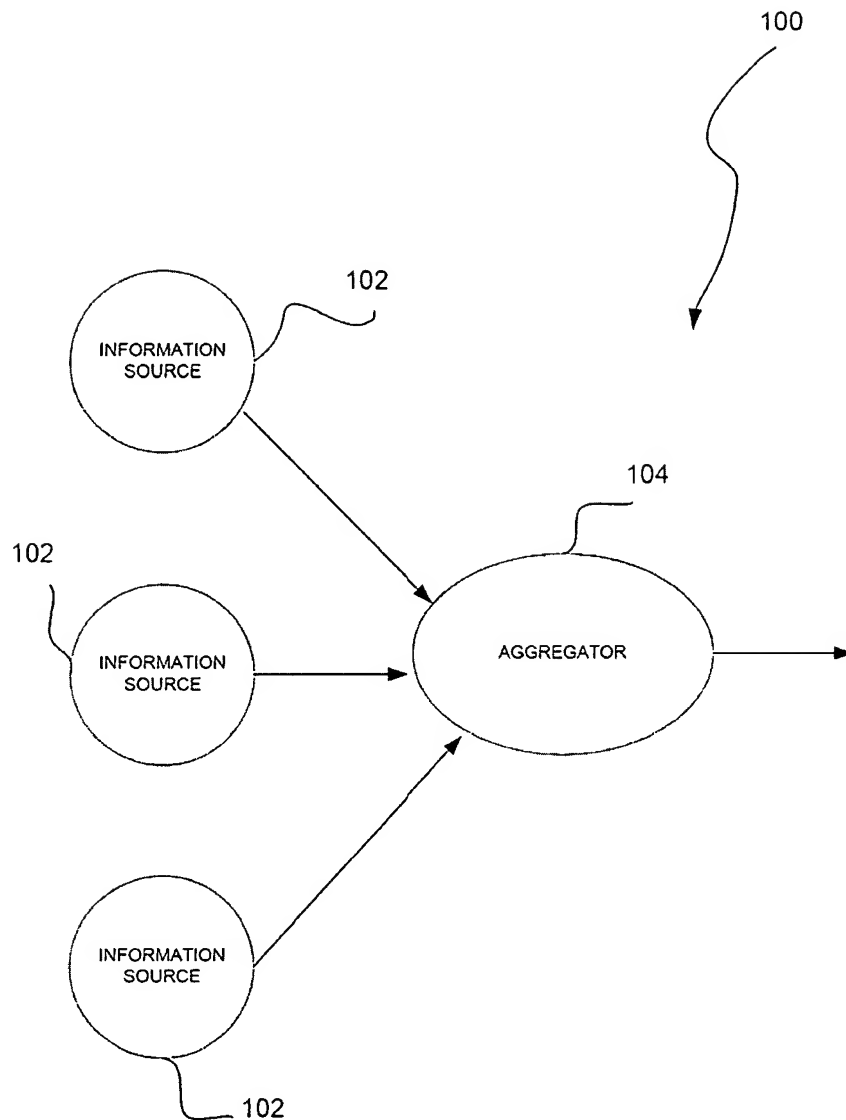 100
102
INFORMATION
SOURCE
104
102
INFORMATION
SOURCE
AGGREGATOR
INFORMATION
SOURCE
102